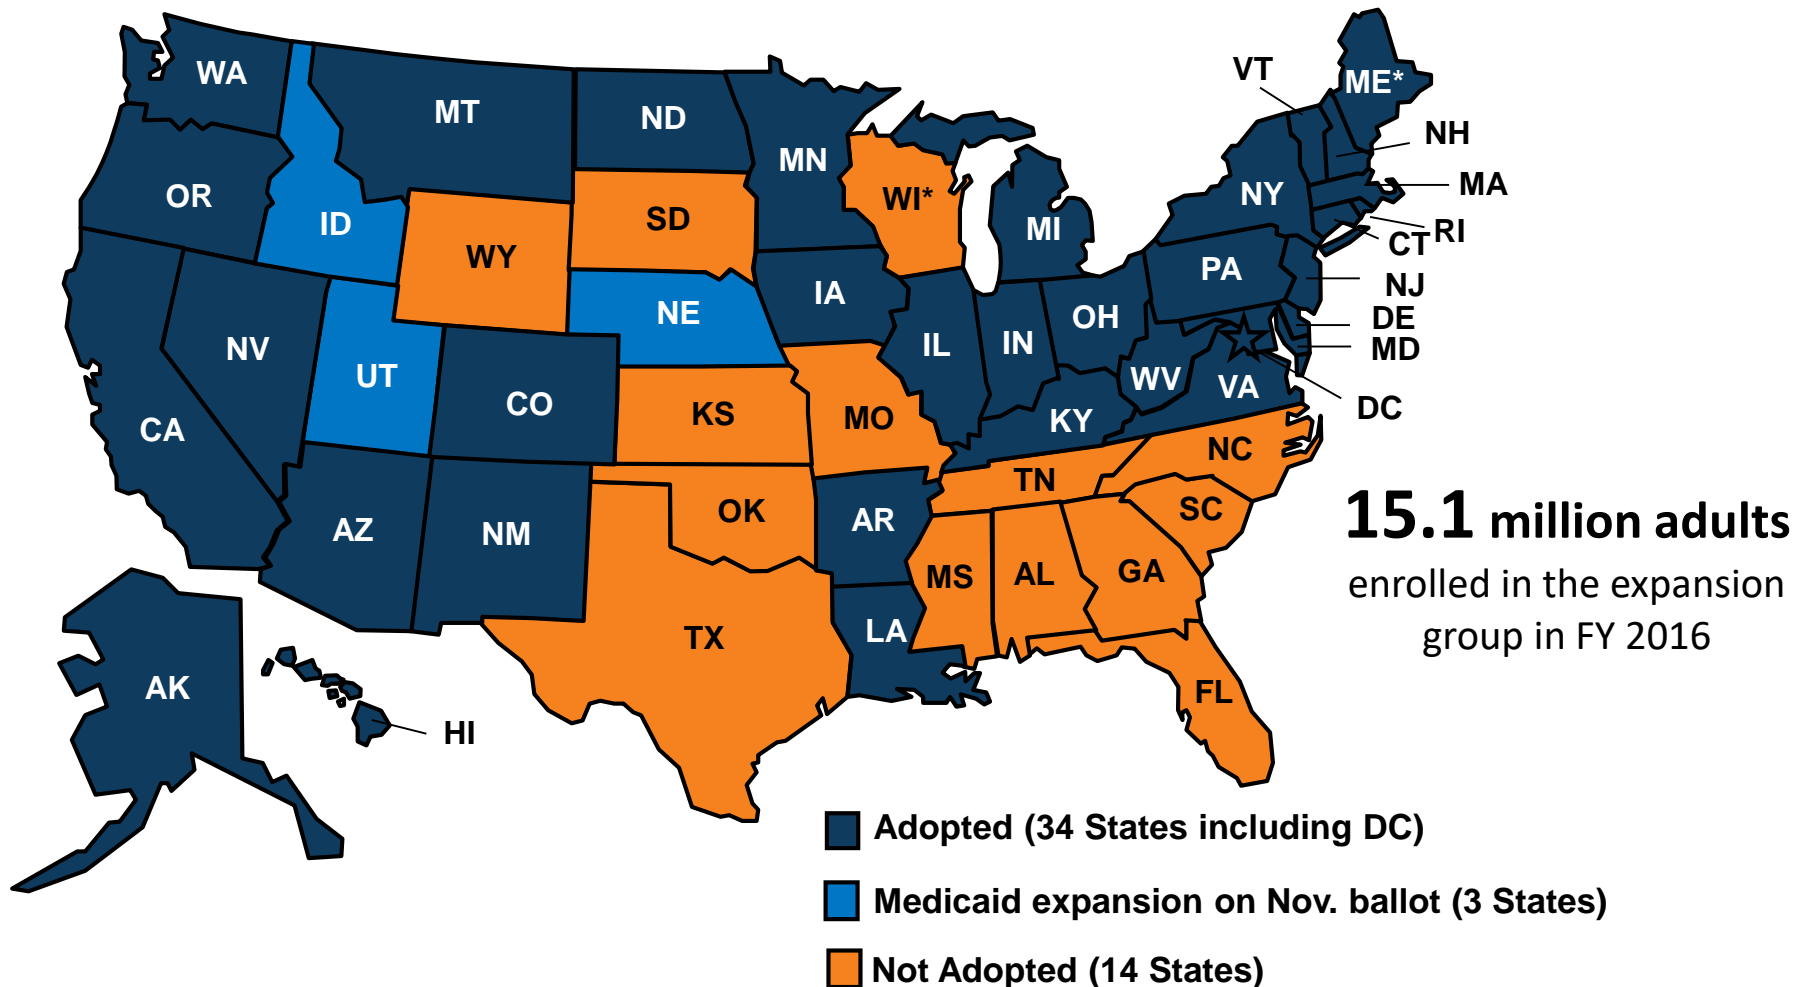 WA
MT
ND
MN
VT
ME*
NH
MA
OR
ID
WY
SD
WI*
MI
NY
RI
CT
PA
NJ
NV
UT
CO
NE
IA
IL
IN
OH
DE
MD
WV
VA
DC
CA
KS
MO
KY
NC
TN
AZ
NM
OK
AR
SC
MS
AL
GA
TX
LA
FL
AK
HI
15.1 million adults
enrolled in the expansion
group in FY 2016
Adopted (34 States including DC)
Medicaid expansion on Nov. ballot (3 States)
Not Adopted (14 States)